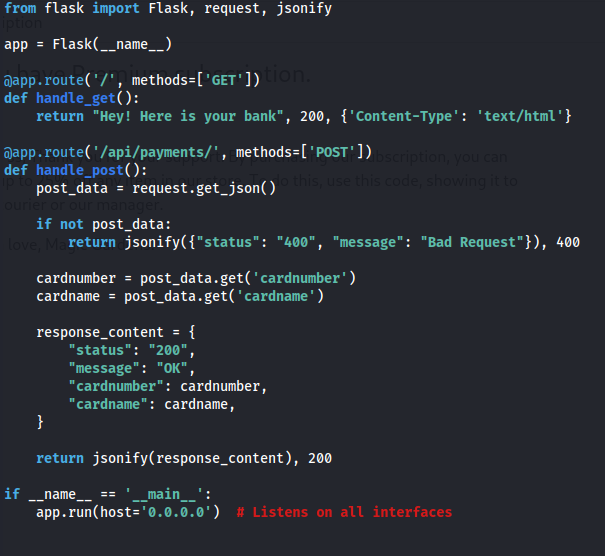 from flask import Flask, request, jsonify
app = Flask(__name__)
@app.route('/', methods=['GET'])
def handle_get():
    return "Hey! Here is your bank", 200, {'Content-Type': 'text/html'}
@app.route('/api/payments/', methods=['POST'])
def handle_post():
    post_data = request.get_json()
    if not post_data:
        return jsonify({"status": "400", "message": "Bad Request"}), 400
    cardnumber = post_data.get('cardnumber')
    cardname = post_data.get('cardname')
    response_content = {
        "status": "200",
        "message": "OK",
        "cardnumber": cardnumber,
        "cardname": cardname,
    }
    return jsonify(response_content), 200
if __name__ == '__main__':
    app.run(host='0.0.0.0')  # Listens on all interfaces